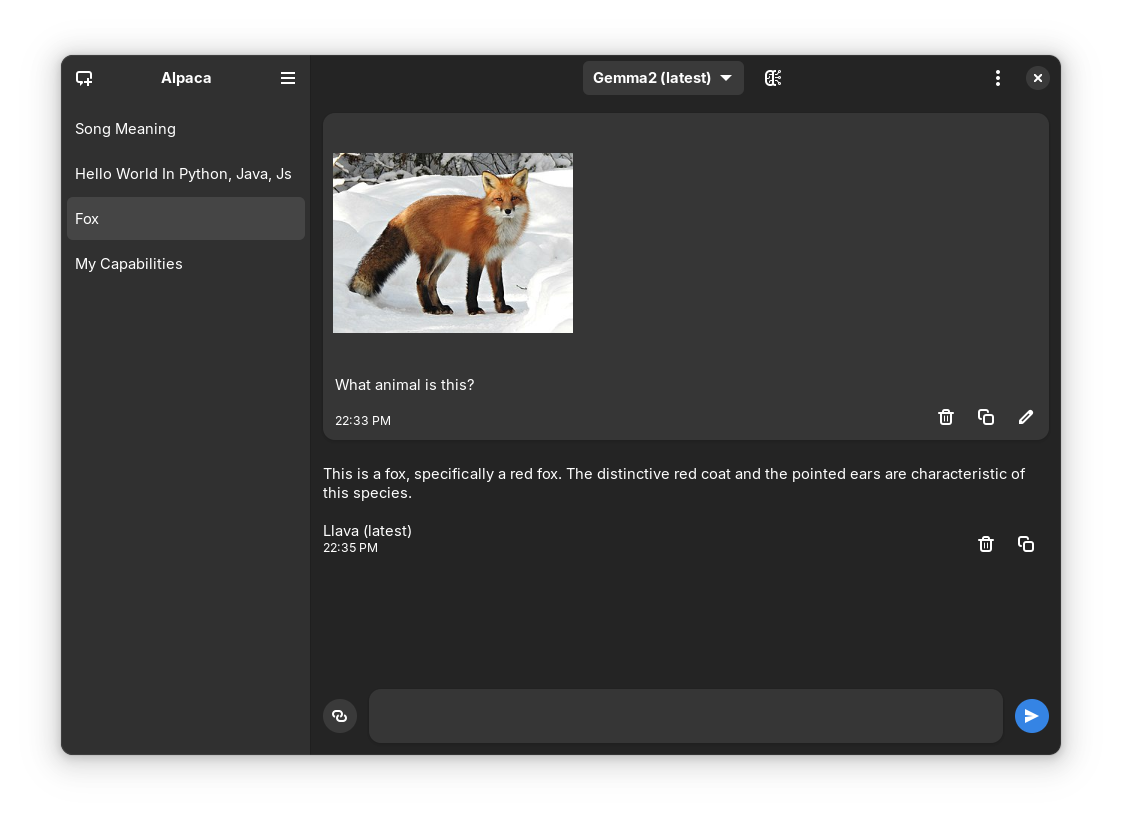 Alpaca
Gemma2 (latest)
Song Meaning
Hello World In Python, Java, Js
Fox
My Capabilities
What animal is this?
22:33 PM
This is a fox, specifically a red fox. The distinctive red coat and the pointed ears are characteristic of
this species.
Llava (latest)
22:35 PM